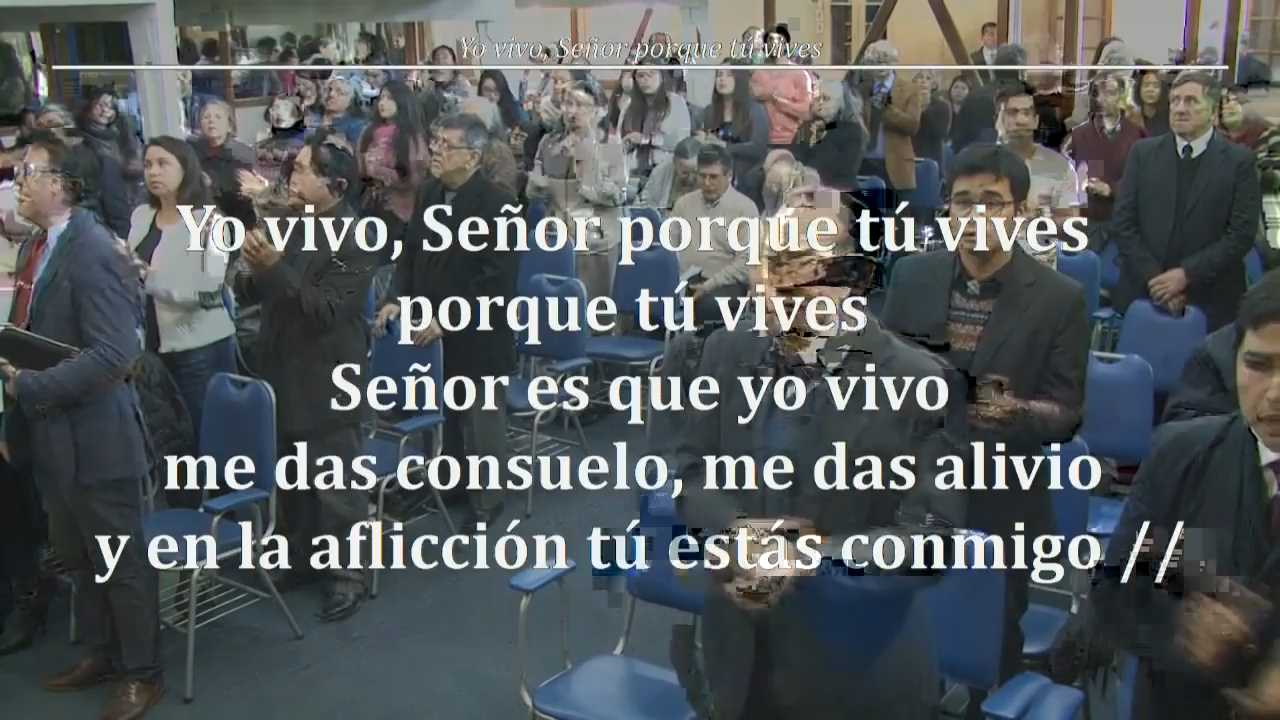 Yo vivo, Señor porque tú vives
Yo vivo, Señor porque tú vives
porque tú vives
Señor es que yo vivo
me das consuelo, me das alivio
y en la aflicción tú estás conmigo //